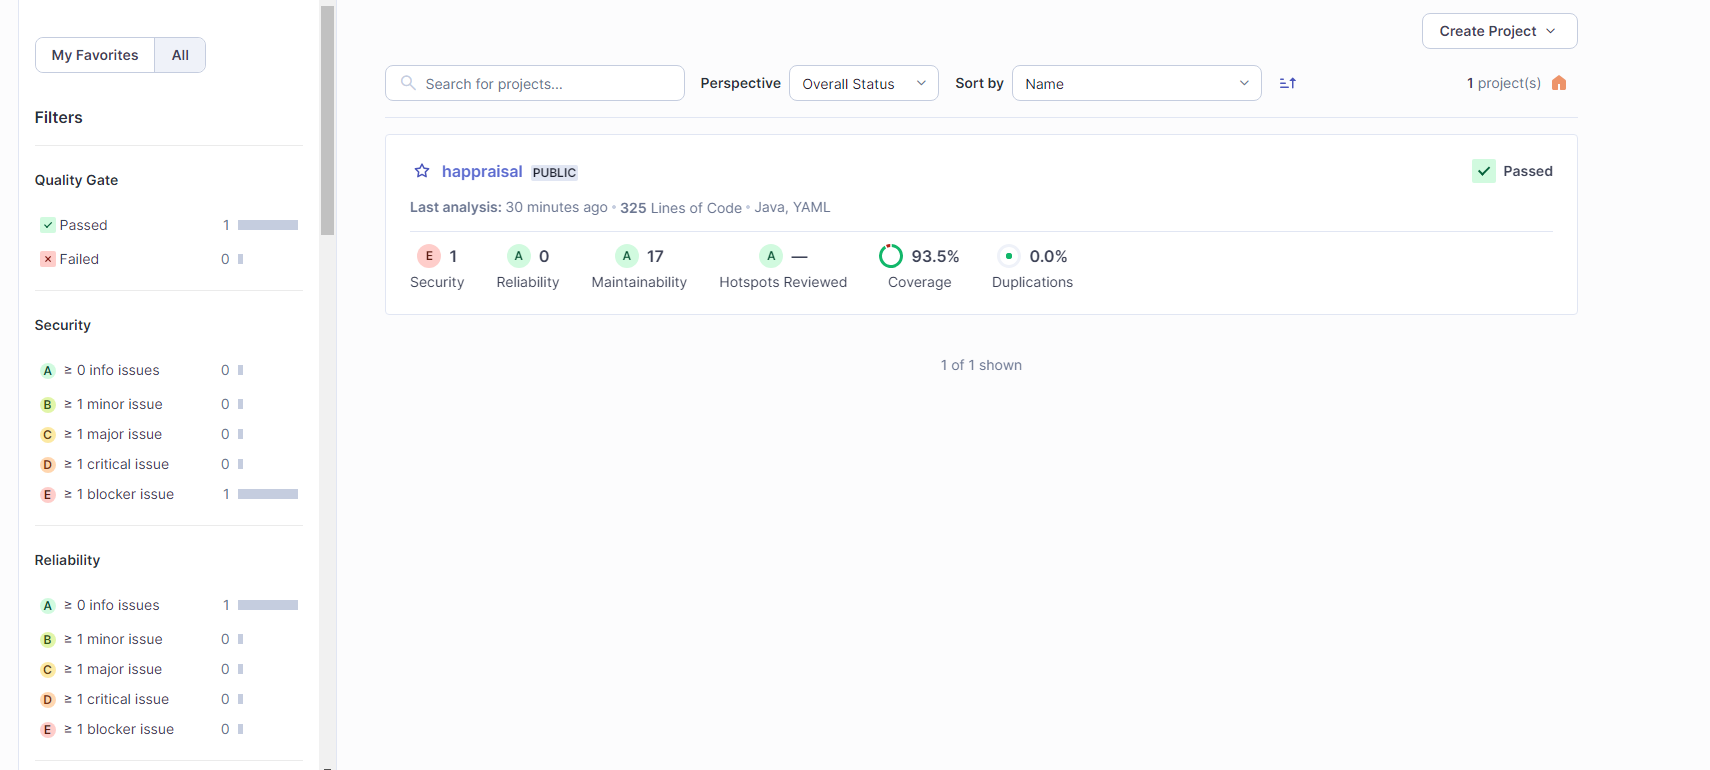 My Favorites All
Filters
Quality Gate
Passed 1
Failed 0
Security
A ≥ 0 info issues 0
B ≥ 1 minor issue 0
C ≥ 1 major issue 0
D ≥ 1 critical issue 0
E ≥ 1 blocker issue 1
Reliability
A ≥ 0 info issues 1
B ≥ 1 minor issue 0
C ≥ 1 major issue 0
D ≥ 1 critical issue 0
E ≥ 1 blocker issue 0
Create Project
Search for projects... Perspective Overall Status Sort by Name 1 project(s)
happraisal PUBLIC Passed
Last analysis: 30 minutes ago • 325 Lines of Code • Java, YAML
E 1 A 0 A 17 A — 93.5% 0.0%
Security Reliability Maintainability Hotspots Reviewed Coverage Duplications
1 of 1 shown